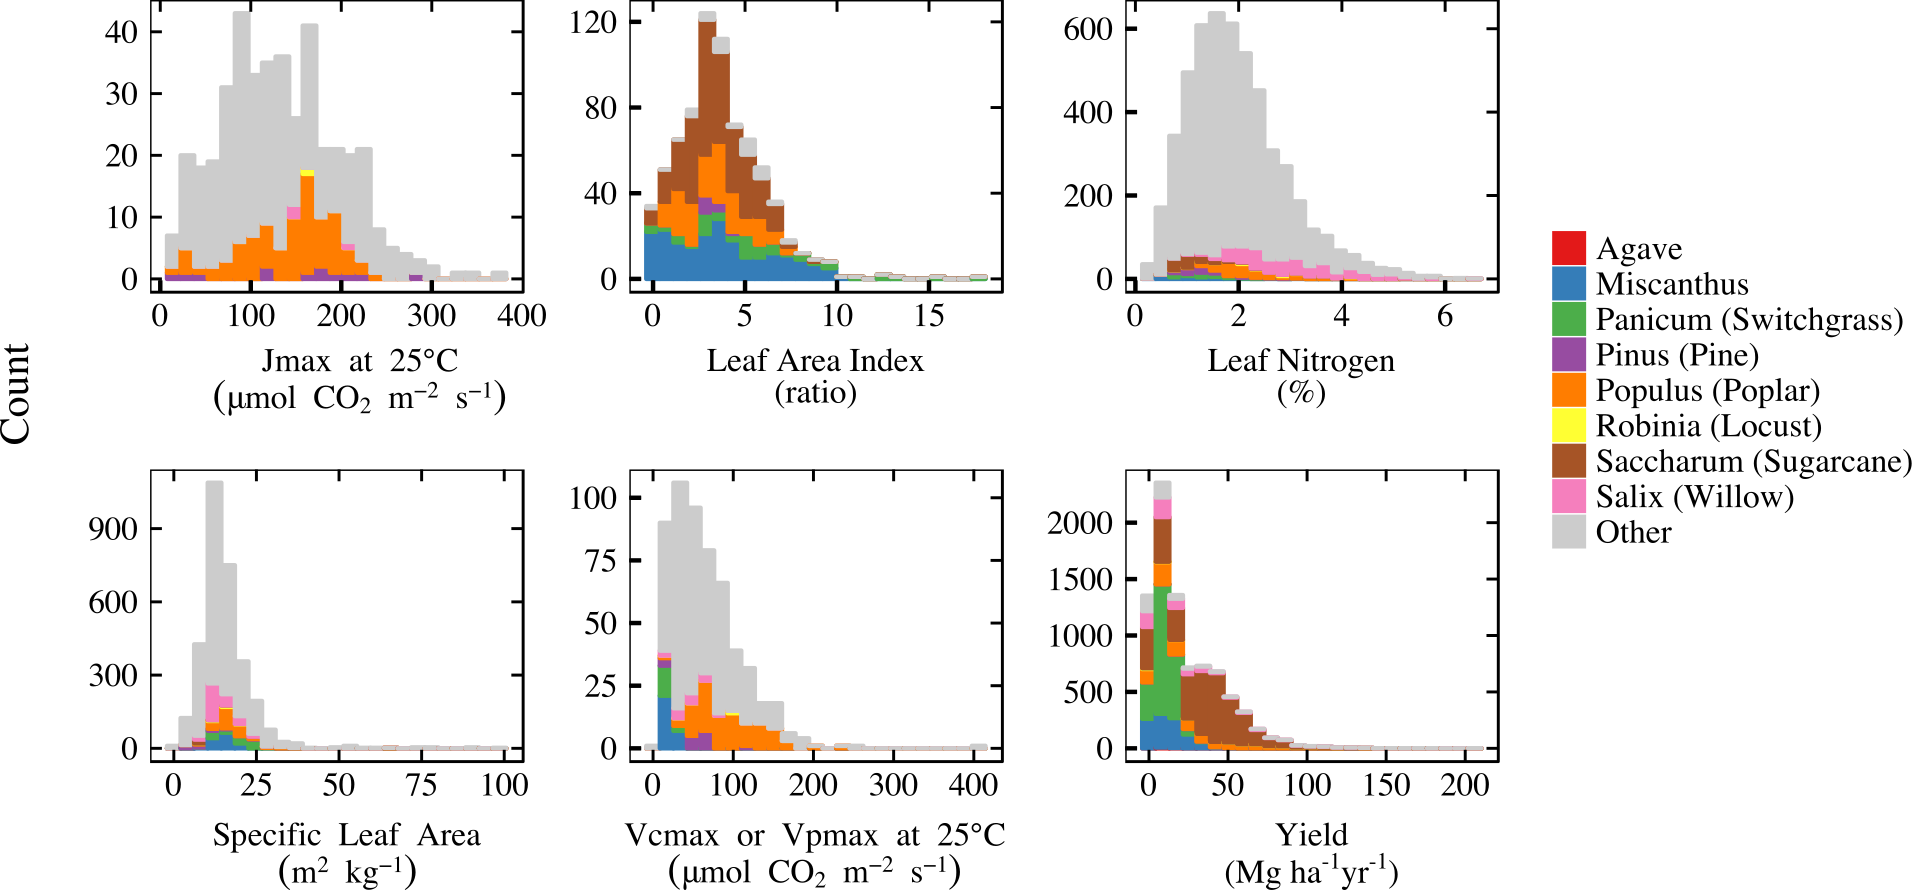 Count
40
30
20
10
0
0 100 200 300 400
Jmax at 25°C
(μmol CO₂ m⁻² s⁻¹)
120
80
40
0
0 5 10 15
Leaf Area Index
(ratio)
600
400
200
0
0 2 4 6
Leaf Nitrogen
(%)
900
600
300
0
0 25 50 75 100
Specific Leaf Area
(m² kg⁻¹)
100
75
50
25
0
0 100 200 300 400
Vcmax or Vpmax at 25°C
(μmol CO₂ m⁻² s⁻¹)
2000
1500
1000
500
0
0 50 100 150 200
Yield
(Mg ha⁻¹yr⁻¹)
Agave
Miscanthus
Panicum (Switchgrass)
Pinus (Pine)
Populus (Poplar)
Robinia (Locust)
Saccharum (Sugarcane)
Salix (Willow)
Other